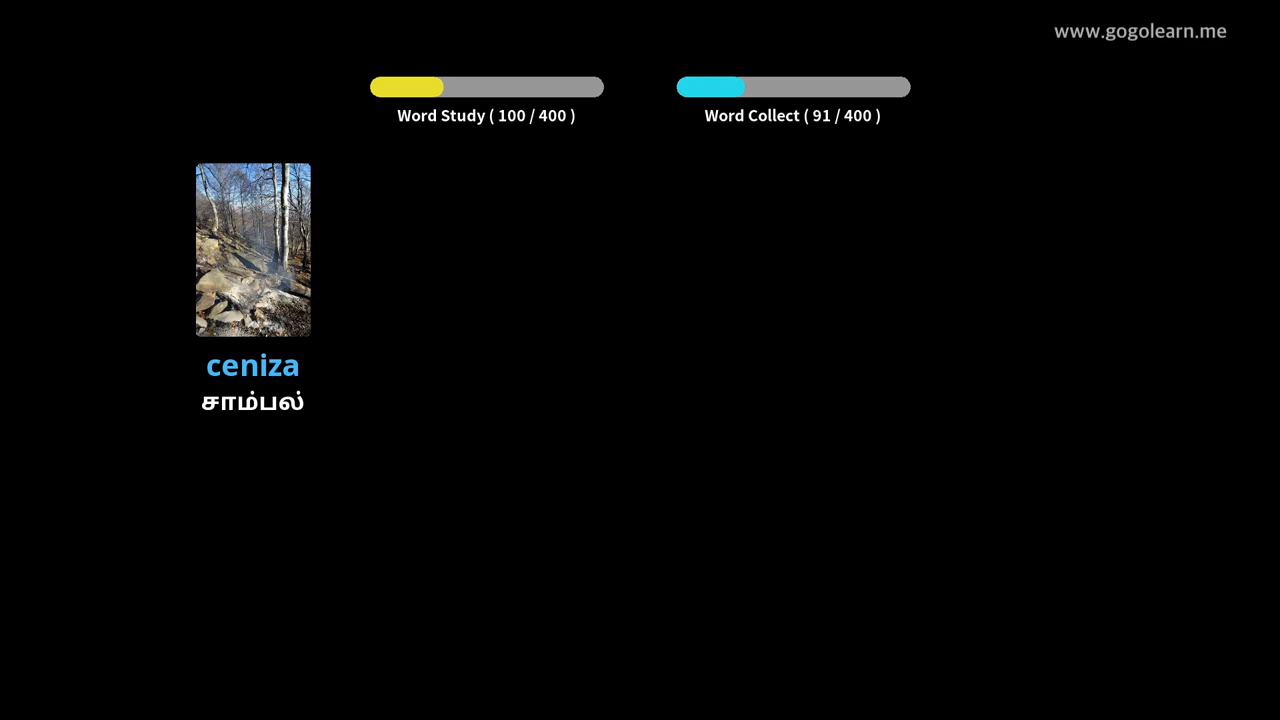 www.gogolearn.me
Word Study ( 100 / 400 )
Word Collect ( 91 / 400 )
ceniza
சாம்பல்